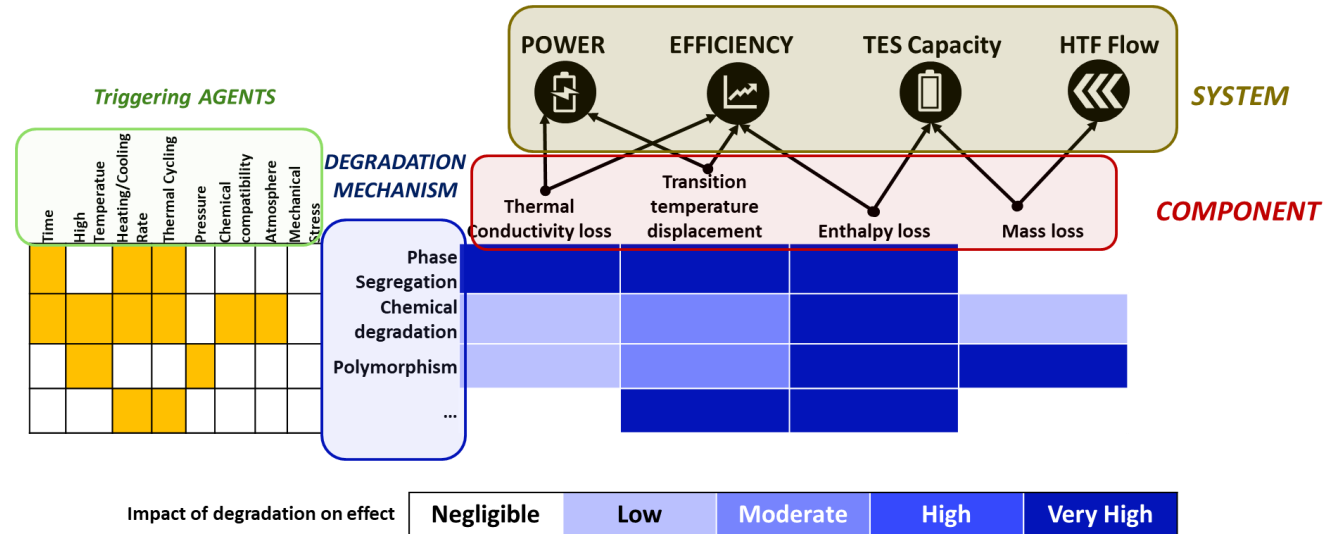 POWER
EFFICIENCY
TES Capacity
HTF Flow
SYSTEM
Triggering AGENTS
Time
High
Temperatue
Heating/Cooling
Rate
Thermal Cycling
Pressure
Chemical
compatibility
Atmosphere
Mechanical
Stress
DEGRADATION
MECHANISM
Thermal
Conductivity loss
Transition
temperature
displacement
Enthalpy loss
Mass loss
COMPONENT
Phase
Segregation
Chemical
degradation
Polymorphism
...
Impact of degradation on effect
Negligible
Low
Moderate
High
Very High